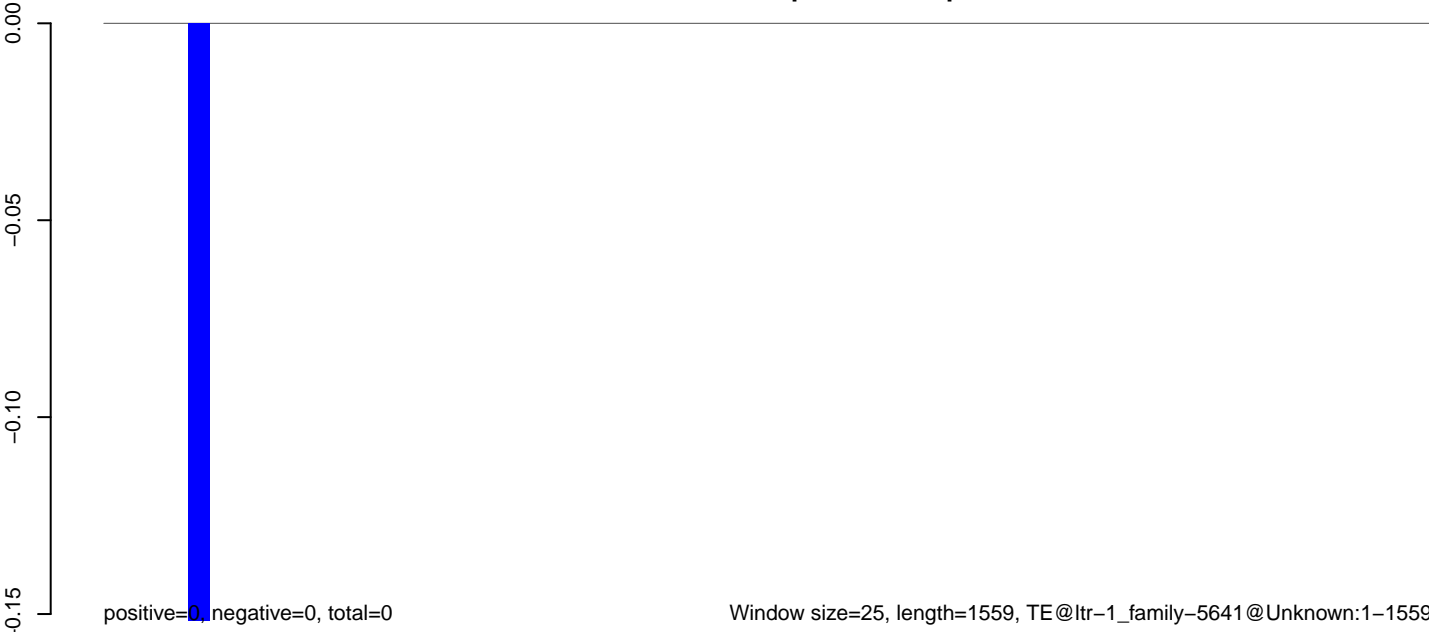 0.00
−0.05
−0.10
−0.15
positive=0, negative=0, total=0
Window size=25, length=1559, TE@ltr−1_family−5641@Unknown:1−1559